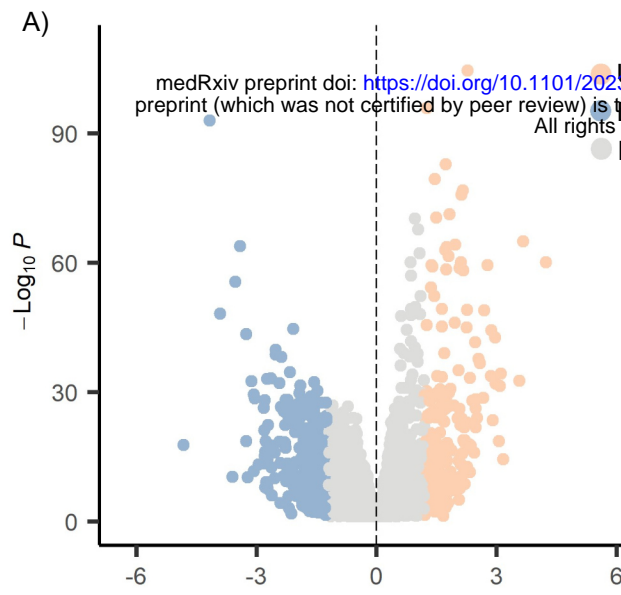 A)
medRxiv preprint doi: https://doi.org/10.1101/202
preprint (which was not certified by peer review) is
All rights
90
60
30
0
−Log10 P
-6
-3
0
3
6